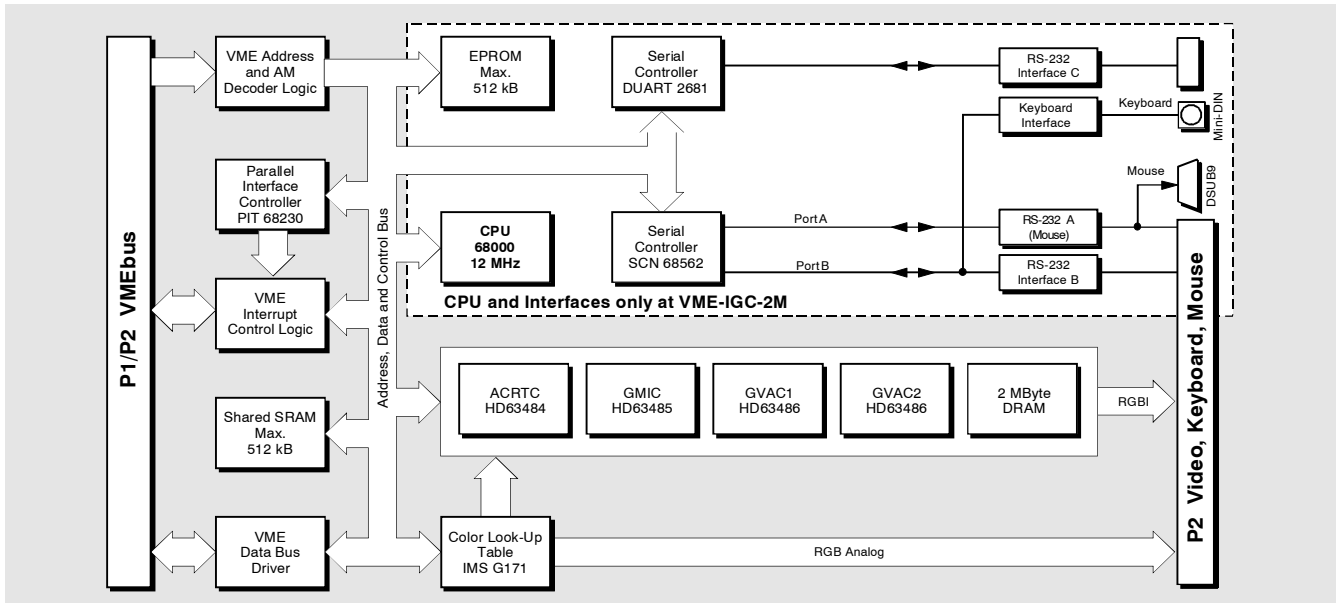 P1/P2 VMEbus
VME Address
and AM
Decoder Logic
Parallel
Interface
Controller
PIT 68230
VME
Interrupt
Control Logic
Shared SRAM
Max.
512 kB
VME
Data Bus
Driver
Address, Data and Control Bus
EPROM
Max.
512 kB
CPU
68000
12 MHz
Serial
Controller
DUART 2681
Serial
Controller
SCN 68562
Port A
Port B
RS-232
Interface C
Keyboard
Interface
Keyboard
Mini-DIN
Mouse
DSUB9
RS-232 A
(Mouse)
RS-232
Interface B
CPU and Interfaces only at VME-IGC-2M
ACRTC
HD63484
GMIC
HD63485
GVAC1
HD63486
GVAC2
HD63486
2 MByte
DRAM
RGBI
Color Look-Up
Table
IMS G171
RGB Analog
P2 Video, Keyboard, Mouse